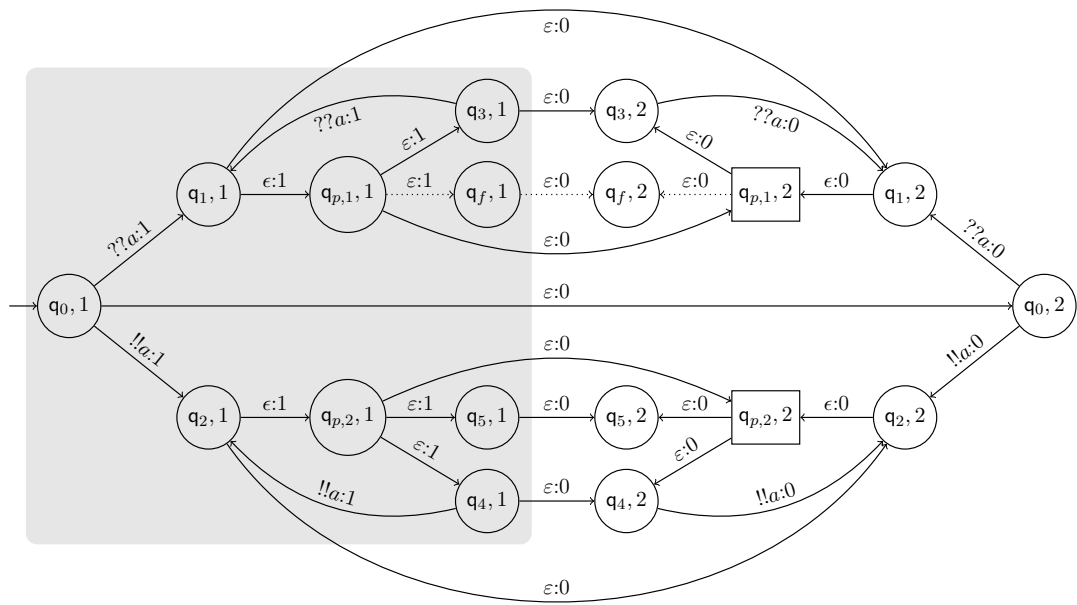 ε:0
q₃, 1
ε:0
q₃, 2
??a:1
??a:0
ε:1
ε:0
q₁, 1
ϵ:1
qₚ,₁, 1
ε:1
q_f, 1
ε:0
q_f, 2
ε:0
qₚ,₁, 2
ϵ:0
q₁, 2
??a:1
ε:0
??a:0
q₀, 1
ε:0
q₀, 2
!!a:1
ε:0
!!a:0
q₂, 1
ϵ:1
qₚ,₂, 1
ε:1
q₅, 1
ε:0
q₅, 2
ε:0
qₚ,₂, 2
ϵ:0
q₂, 2
ε:1
ε:0
!!a:1
q₄, 1
ε:0
q₄, 2
!!a:0
ε:0